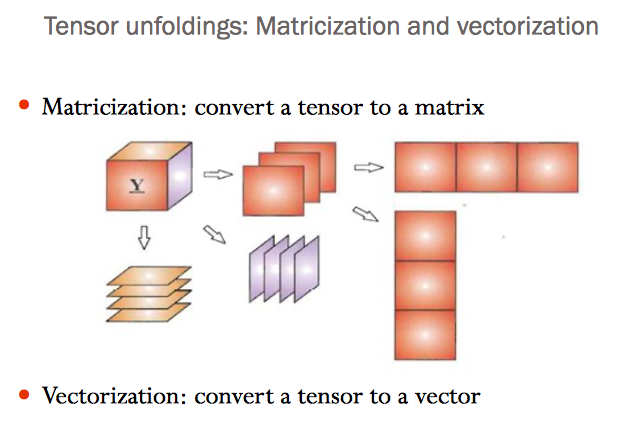 Tensor unfoldings: Matricization and vectorization
• Matricization: convert a tensor to a matrix
Y
• Vectorization: convert a tensor to a vector